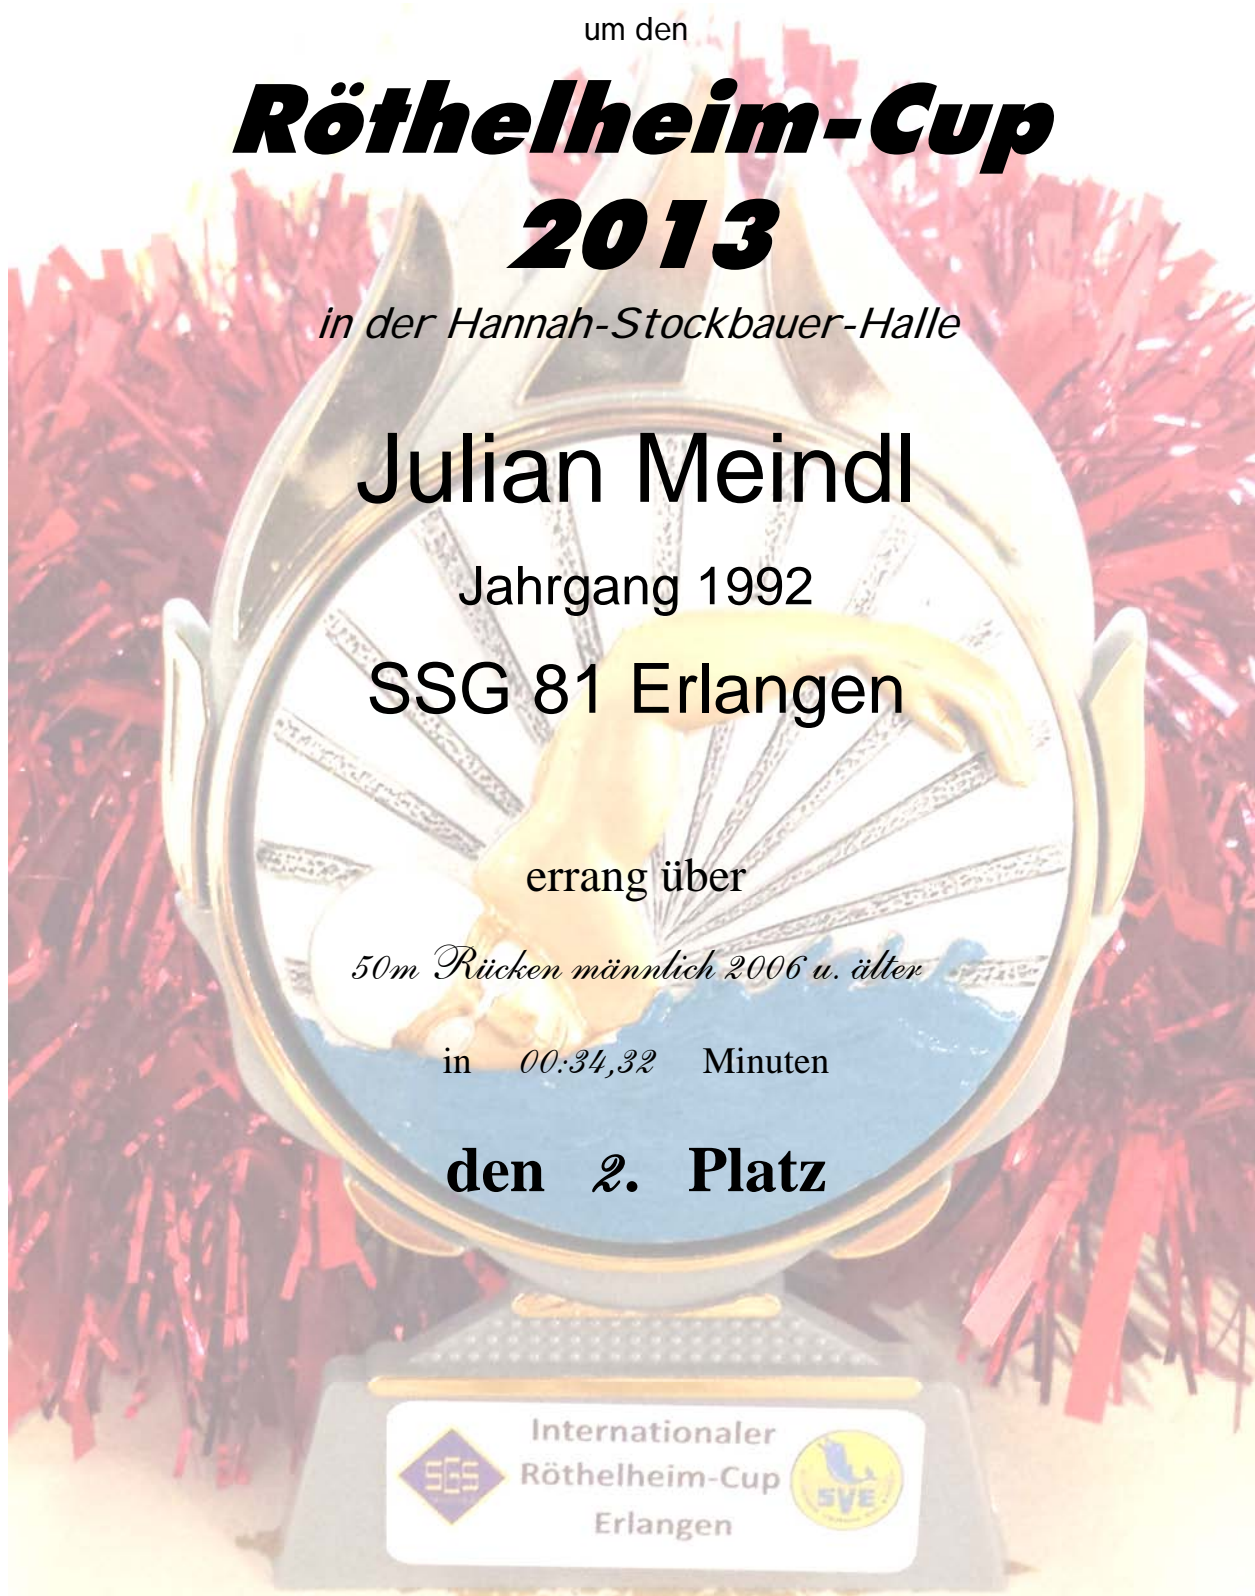 um den
Röthelheim-Cup
2013
in der Hannah-Stockbauer-Halle
Julian Meindl
Jahrgang 1992
SSG 81 Erlangen
errang über
50m Rücken männlich 2006 u. älter
in 00:34,32 Minuten
den 2. Platz
Internationaler
SGS Röthelheim-Cup SVE
Erlangen